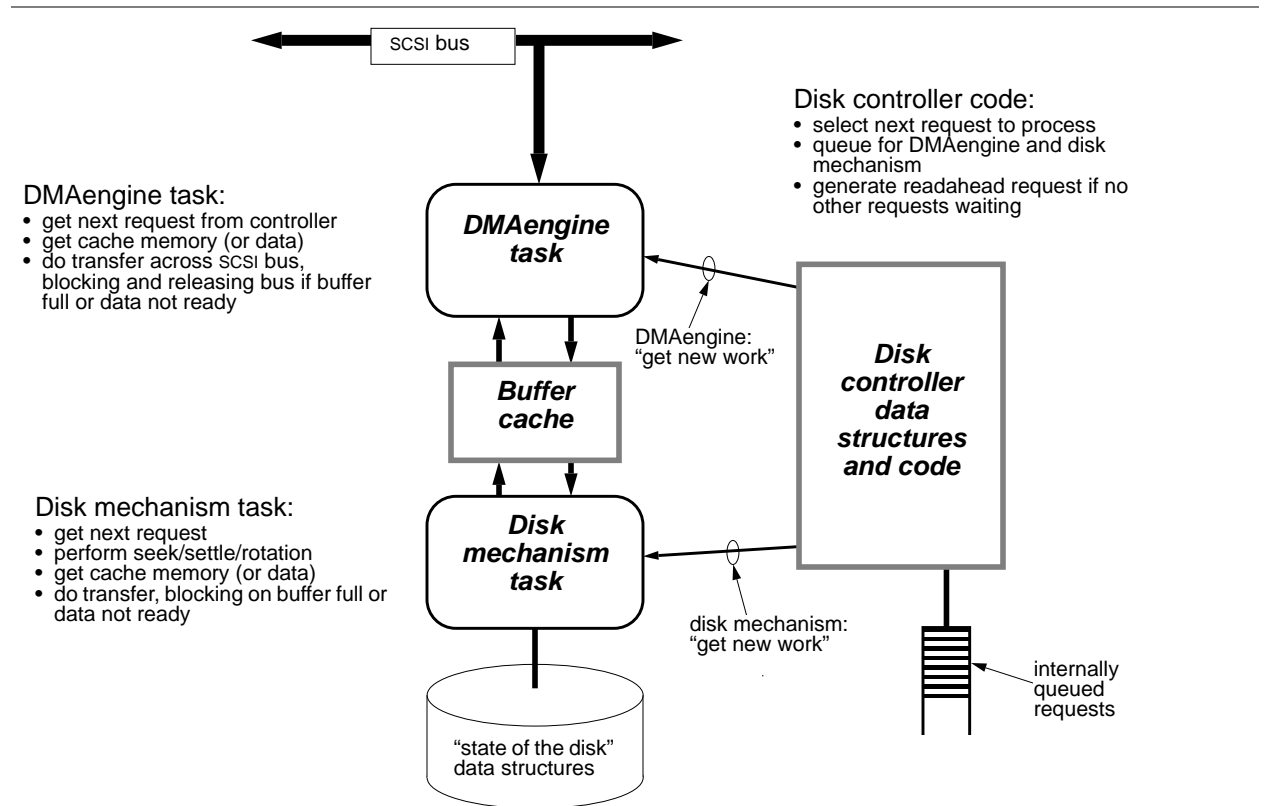 SCSI bus
Disk controller code:
• select next request to process
• queue for DMAengine and disk
mechanism
• generate readahead request if no
other requests waiting
DMAengine task:
• get next request from controller
• get cache memory (or data)
• do transfer across SCSI bus,
blocking and releasing bus if buffer
full or data not ready
DMAengine
task
DMAengine:
“get new work”
Disk
controller
data
structures
and code
Buffer
cache
Disk mechanism task:
• get next request
• perform seek/settle/rotation
• get cache memory (or data)
• do transfer, blocking on buffer full or
data not ready
Disk
mechanism
task
disk mechanism:
“get new work”
internally
queued
requests
“state of the disk”
data structures